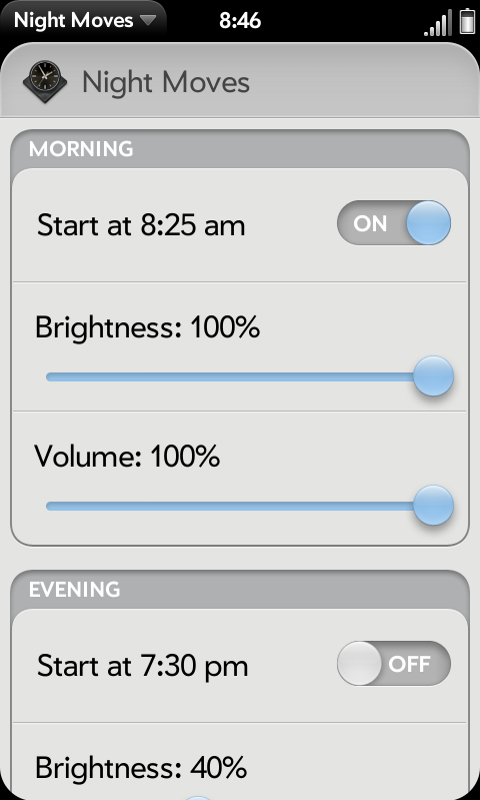 Night Moves
8:46
Night Moves
MORNING
Start at 8:25 am
ON
Brightness: 100%
Volume: 100%
EVENING
Start at 7:30 pm
OFF
Brightness: 40%